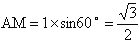 AM = 1×sin60° = √3/2